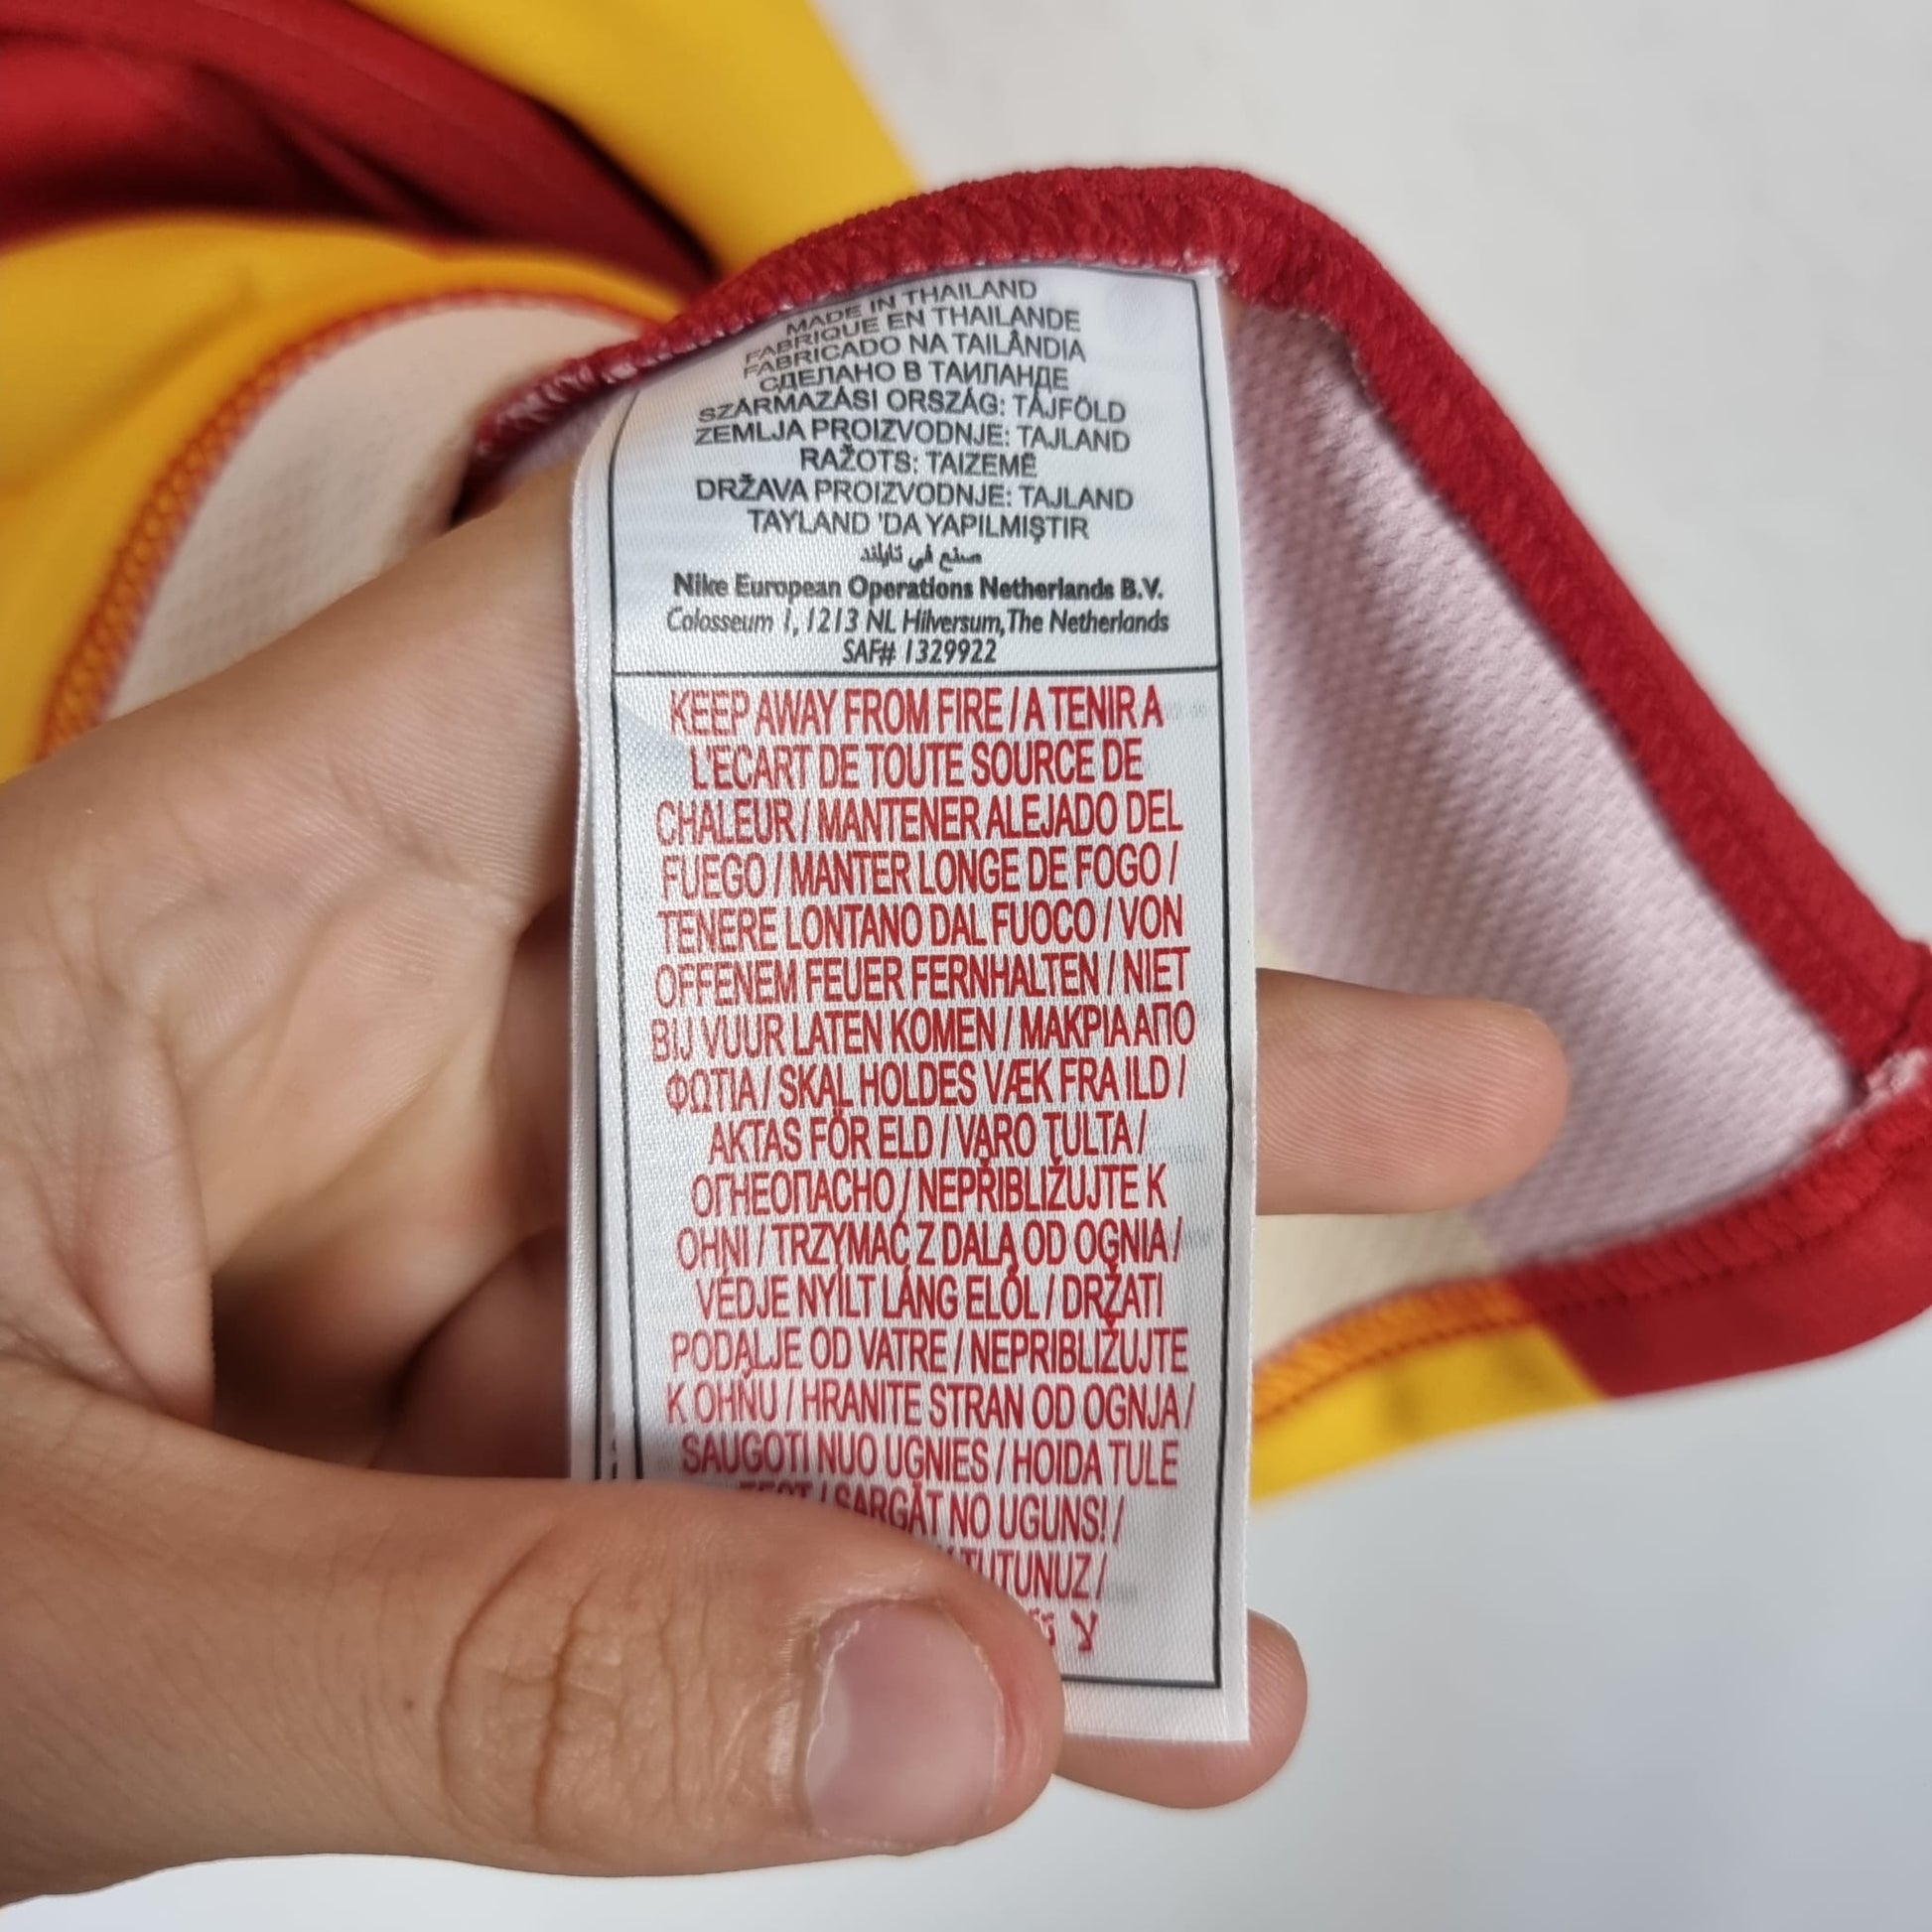 MADE IN THAILAND
FABRIQUE EN THAILANDE
FABRICADO NA TAILÂNDIA
СДЕЛАНО В ТАИЛАНДЕ
SZÁRMAZÁSI ORSZÁG: TÁJFÖLD
ZEMLJA PROIZVODNJE: TAJLAND
RAŽOTS: TAIZEMĒ
DRŽAVA PROIZVODNJE: TAJLAND
TAYLAND 'DA YAPILMIŞTIR
صنع في تايلند
Nike European Operations Netherlands B.V.
Colosseum 1, 1213 NL Hilversum, The Netherlands
SAF# 1329922
KEEP AWAY FROM FIRE / A TENIR A
L'ECART DE TOUTE SOURCE DE
CHALEUR / MANTENER ALEJADO DEL
FUEGO / MANTER LONGE DE FOGO /
TENERE LONTANO DAL FUOCO / VON
OFFENEM FEUER FERNHALTEN / NIET
BIJ VUUR LATEN KOMEN / ΜΑΚΡΙΑ ΑΠΟ
ΦΩΤΙΑ / SKAL HOLDES VÆK FRA ILD /
AKTAS FÖR ELD / VARO TULTA /
ОГНЕОПАСНО / NEPŘIBLIŽUJTE K
OHNI / TRZYMAĆ Z DALA OD OGNIA /
VÉDJE NYÍLT LÁNG ELŐL / DRŽATI
PODALJE OD VATRE / NEPRIBLIŽUJTE
K OHŇU / HRANITE STRAN OD OGNJA /
SAUGOTI NUO UGNIES / HOIDA TULE
EEST / SARGĀT NO UGUNS! /
TUTUNUZ /
لا